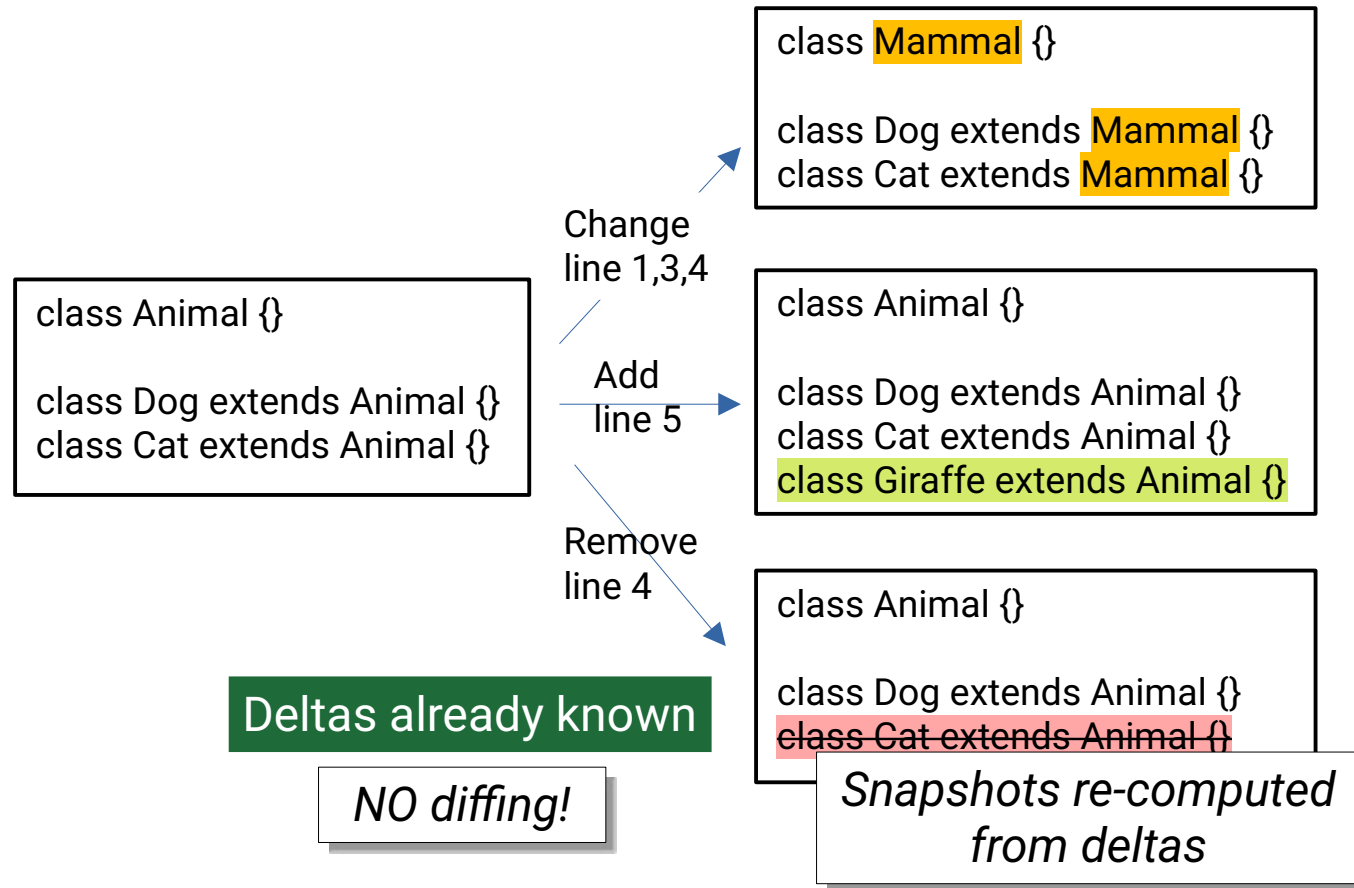 class Animal {}
class Dog extends Animal {}
class Cat extends Animal {}
Change
line 1,3,4
Add
line 5
Remove
line 4
class Mammal {}
class Dog extends Mammal {}
class Cat extends Mammal {}
class Animal {}
class Dog extends Animal {}
class Cat extends Animal {}
class Giraffe extends Animal {}
class Animal {}
class Dog extends Animal {}
class Cat extends Animal {}
Deltas already known
NO diffing!
Snapshots re-computed
from deltas